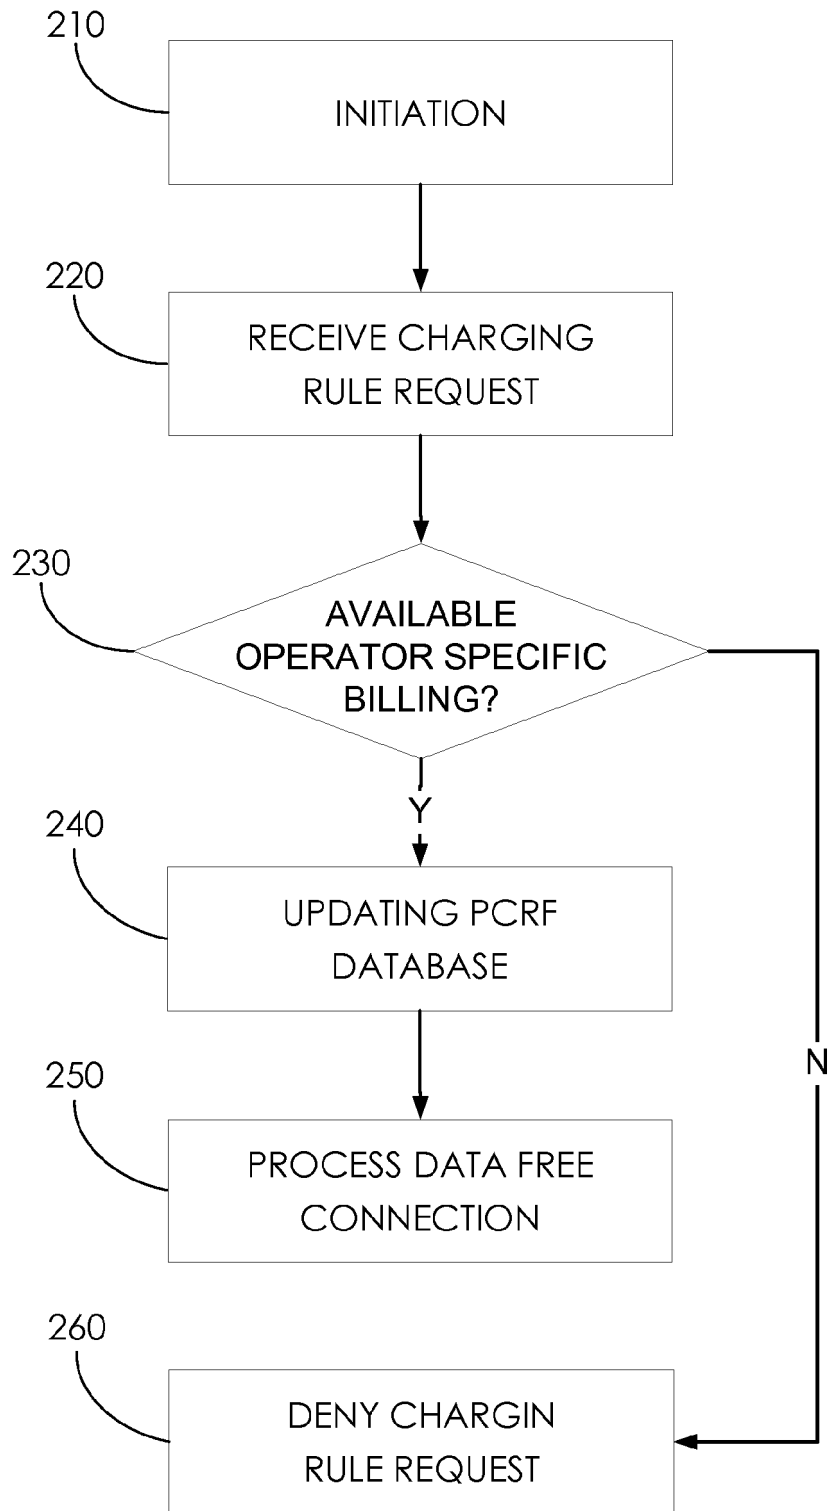 210
INITIATION
220
RECEIVE CHARGING
RULE REQUEST
230
AVAILABLE
OPERATOR SPECIFIC
BILLING?
Y
240
UPDATING PCRF
DATABASE
N
250
PROCESS DATA FREE
CONNECTION
260
DENY CHARGIN
RULE REQUEST